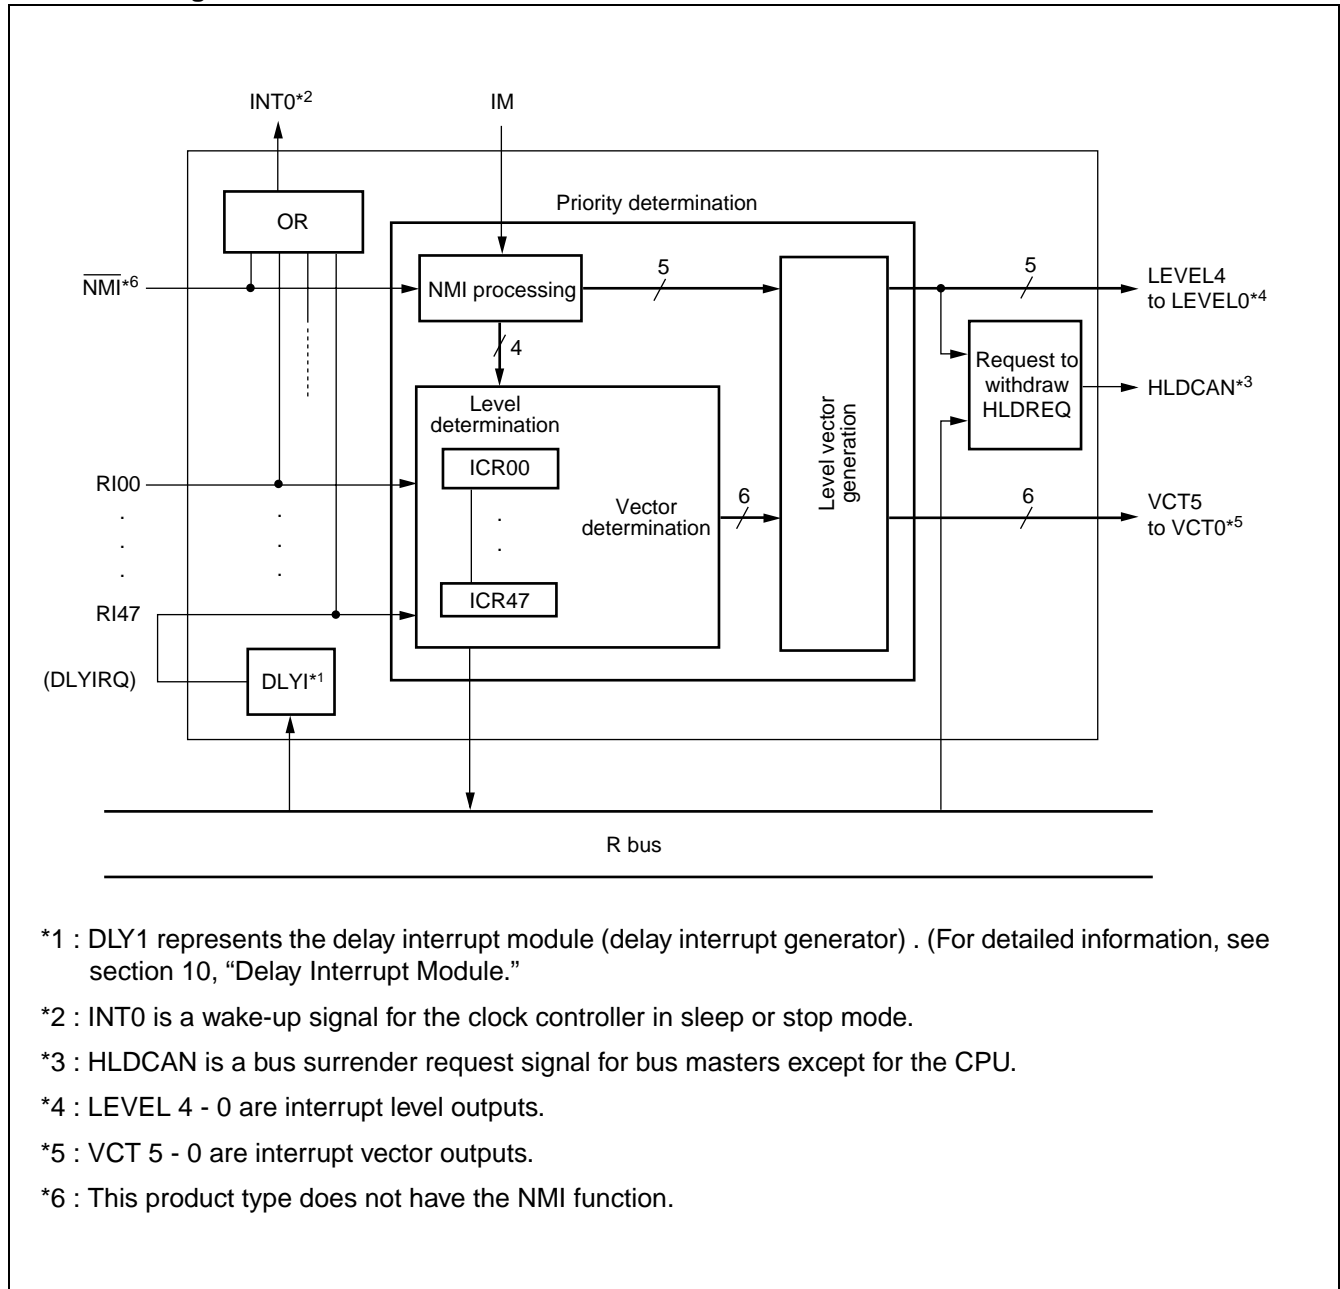 INT0*2
IM
OR
Priority determination
NMI*6
NMI processing
5
5
LEVEL4
to LEVEL0*4
4
Request to
withdraw
HLDREQ
HLDCAN*3
Level
determination
ICR00
RI00
Vector
determination
6
Level vector
generation
6
VCT5
to VCT0*5
.
.
.
.
.
.
.
.
ICR47
RI47
(DLYIRQ)
DLYI*1
R bus
*1 : DLY1 represents the delay interrupt module (delay interrupt generator) . (For detailed information, see
section 10, “Delay Interrupt Module.”
*2 : INT0 is a wake-up signal for the clock controller in sleep or stop mode.
*3 : HLDCAN is a bus surrender request signal for bus masters except for the CPU.
*4 : LEVEL 4 - 0 are interrupt level outputs.
*5 : VCT 5 - 0 are interrupt vector outputs.
*6 : This product type does not have the NMI function.